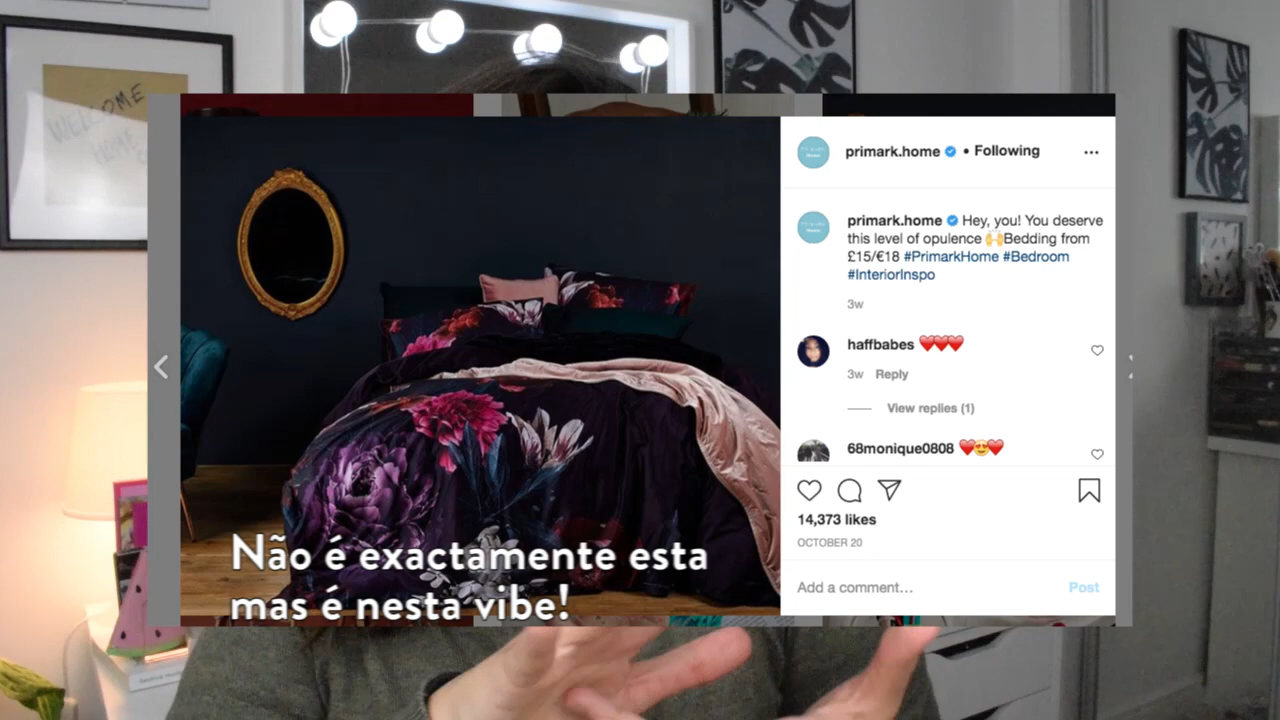 WELCOME
HOME
primark.home • Following
primark.home Hey, you! You deserve
this level of opulence 🙌Bedding from
£15/€18 #PrimarkHome #Bedroom
#InteriorInspo
3w
haffbabes ❤️❤️❤️
3w Reply
View replies (1)
68monique0808 ❤️😍❤️
14,373 likes
OCTOBER 20
Add a comment… Post
Não é exactamente esta
mas é nesta vibe!